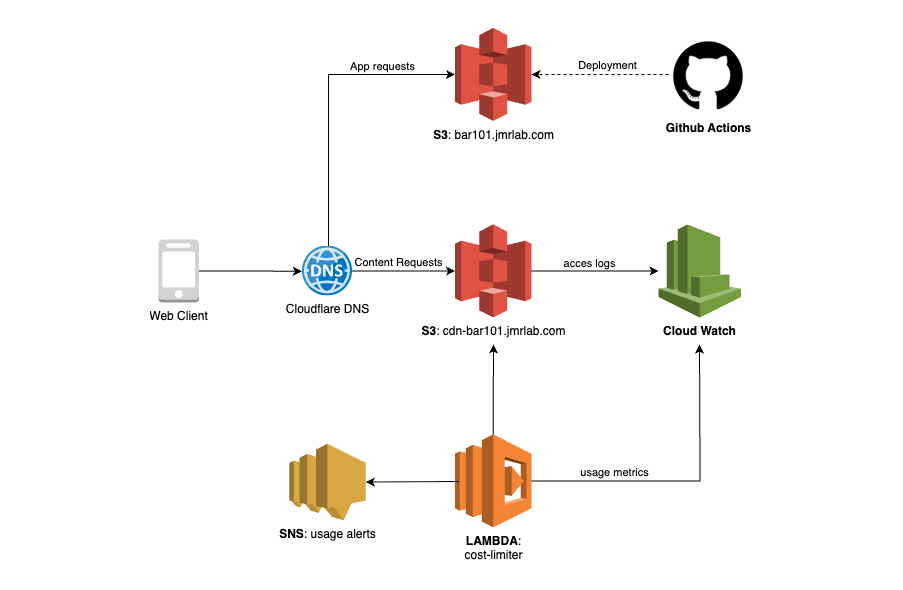 App requests
Deployment
Github Actions
S3: bar101.jmrlab.com
DNS
Content Requests
acces logs
Web Client
Cloudflare DNS
S3: cdn-bar101.jmrlab.com
Cloud Watch
usage metrics
SNS: usage alerts
LAMBDA:
cost-limiter